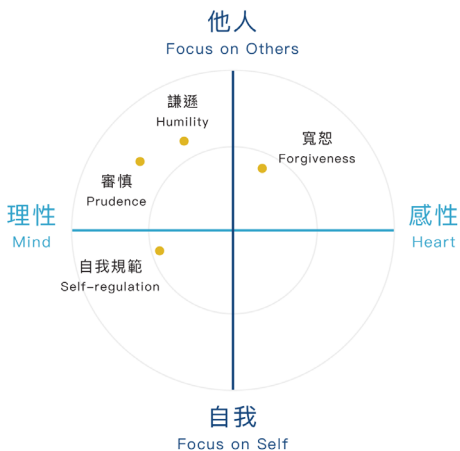 他人
Focus on Others
謙遜
Humility
寬恕
Forgiveness
審慎
Prudence
理性
Mind
感性
Heart
自我規範
Self-regulation
自我
Focus on Self